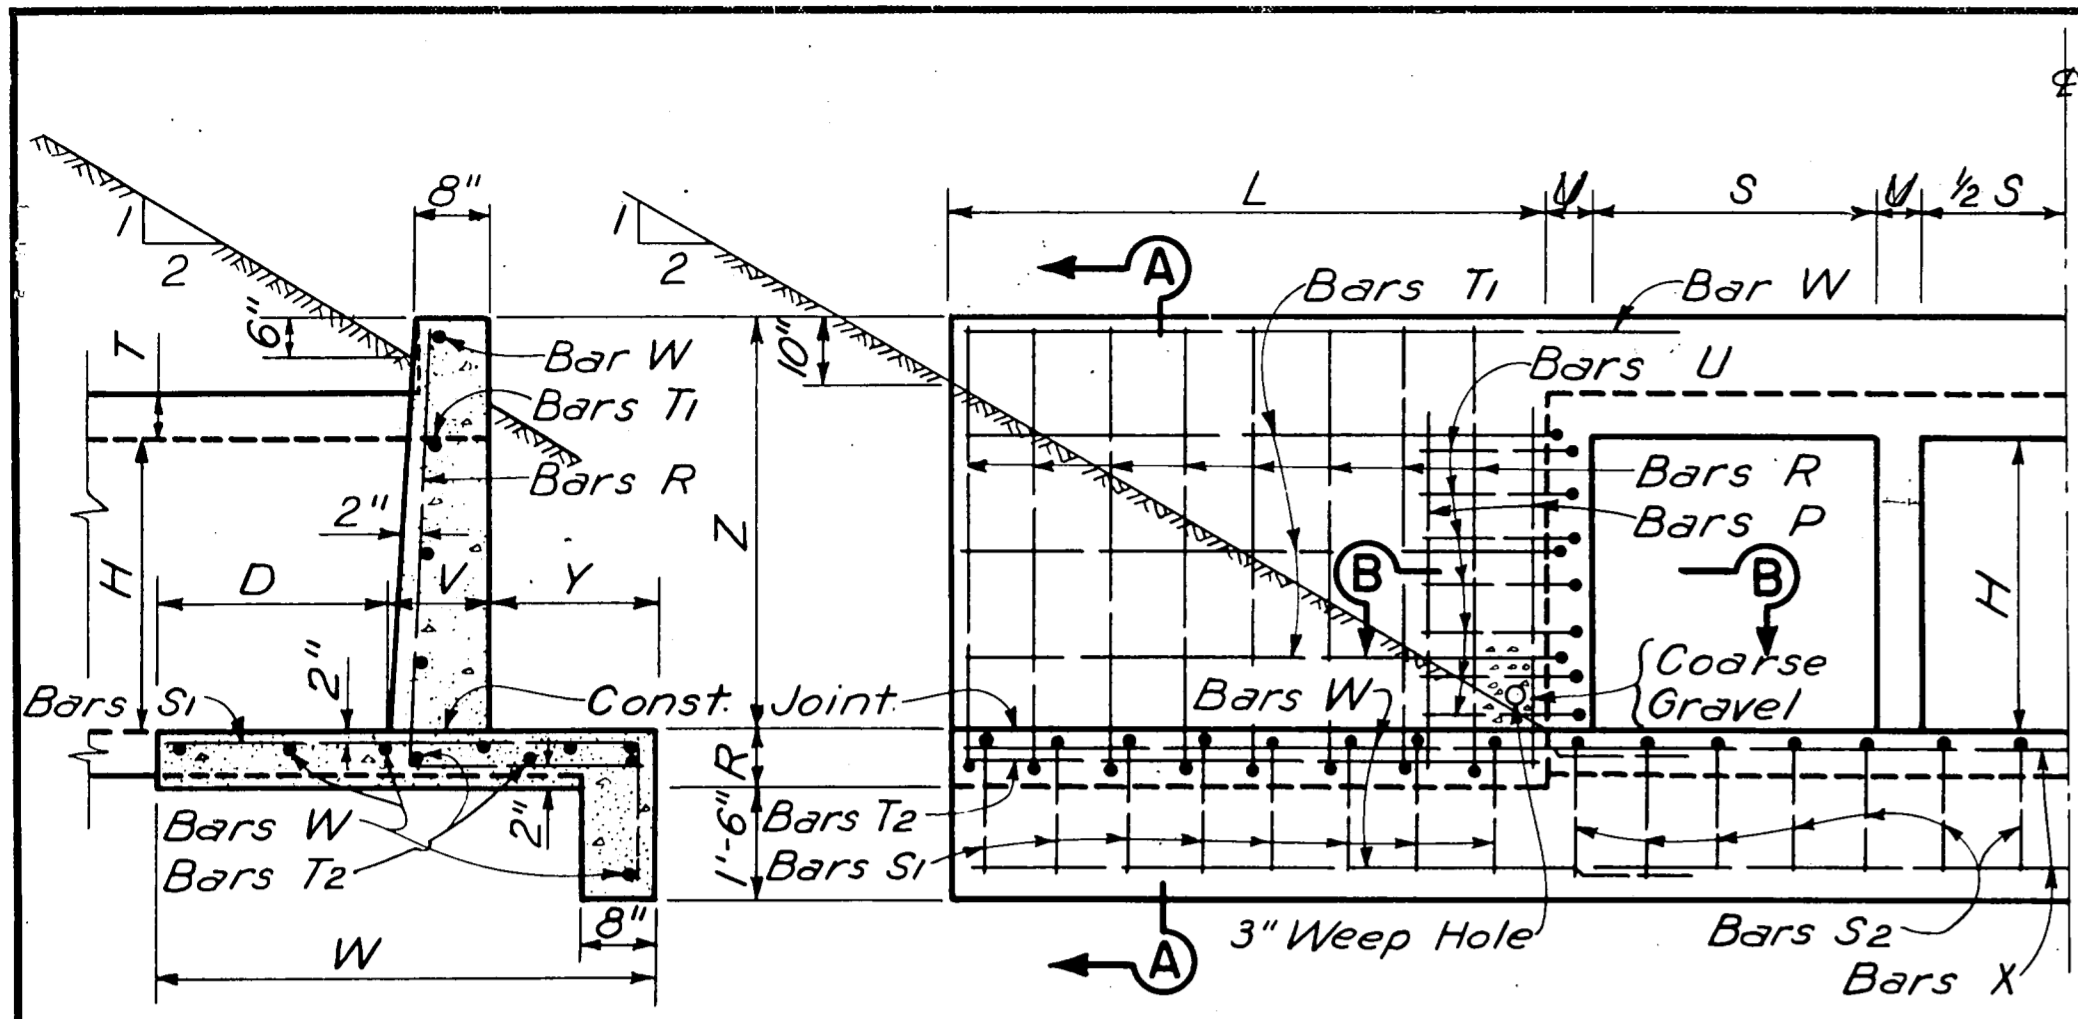 ℄
8"
L
U
S
U
½ S
1
2
1
2
A
Bars T1
Bar W
6"
10"
T
Bar W
Bars U
Bars T1
Bars R
Bars R
Bars P
2"
Z
H
D
V
Y
B
B
H
2"
Coarse
Gravel
Bars S1
Const. Joint
Bars W
R
Bars W
2"
1'-6"
Bars T2
Bars T2
Bars S1
8"
3" Weep Hole
Bars S2
W
A
Bars X